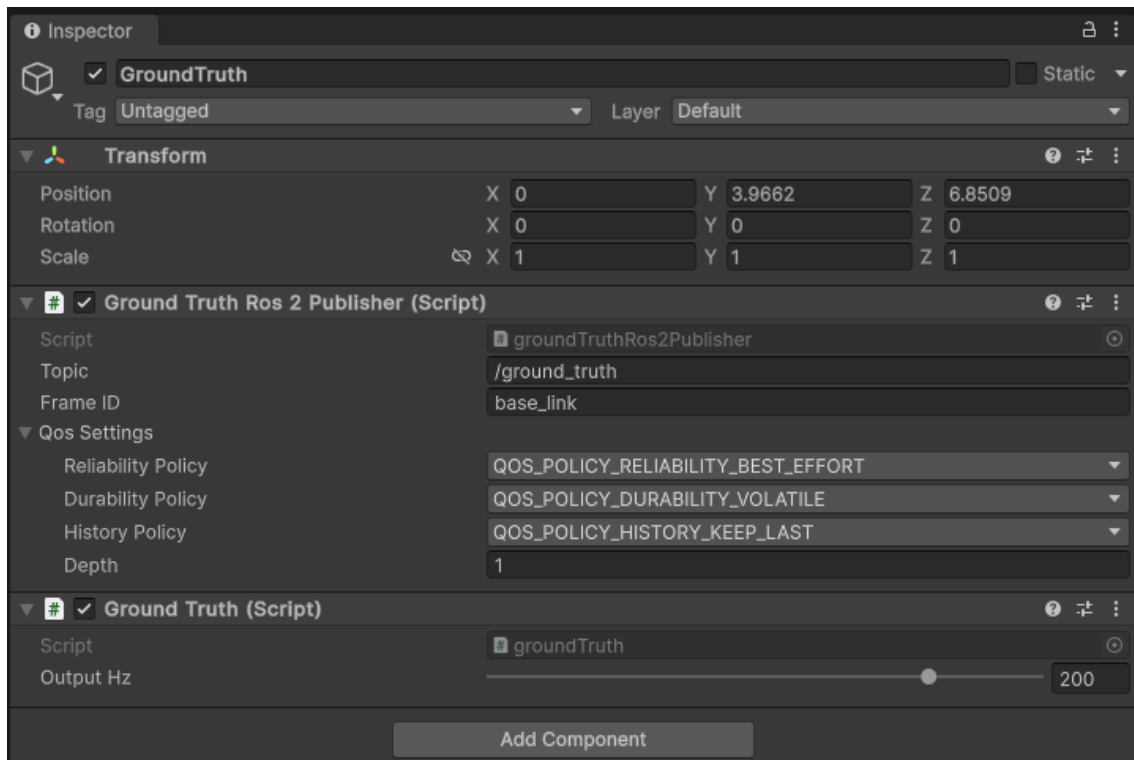 Inspector
GroundTruth Static
Tag Untagged Layer Default
Transform
Position X 0 Y 3.9662 Z 6.8509
Rotation X 0 Y 0 Z 0
Scale X 1 Y 1 Z 1
# Ground Truth Ros 2 Publisher (Script)
Script groundTruthRos2Publisher
Topic /ground_truth
Frame ID base_link
Qos Settings
Reliability Policy QOS_POLICY_RELIABILITY_BEST_EFFORT
Durability Policy QOS_POLICY_DURABILITY_VOLATILE
History Policy QOS_POLICY_HISTORY_KEEP_LAST
Depth 1
# Ground Truth (Script)
Script groundTruth
Output Hz 200
Add Component